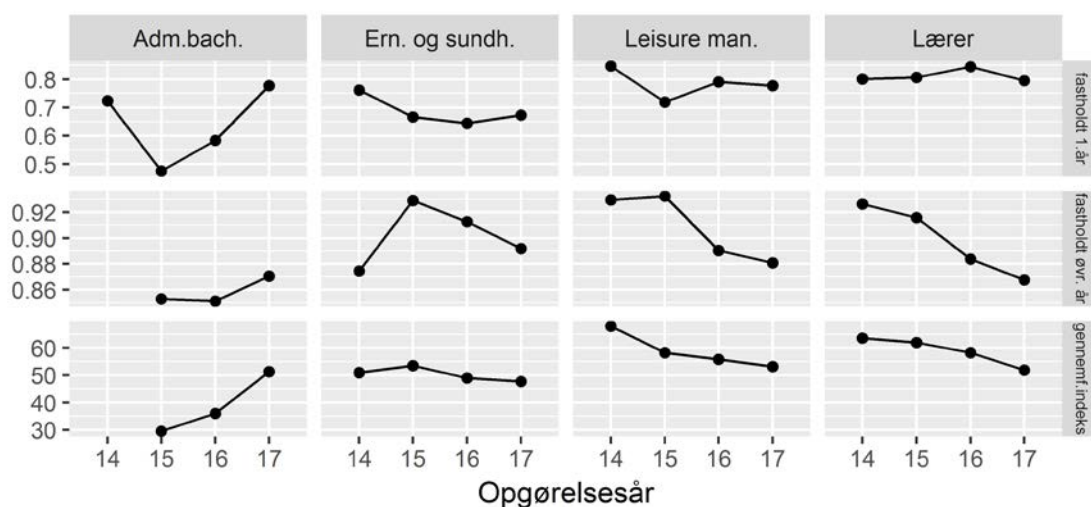 Adm.bach. Ern. og sundh. Leisure man. Lærer
0.8
0.7
0.6
0.5
fastholdt 1.år
0.92
0.90
0.88
0.86
fastholdt øvr. år
60
50
40
30
gennemf.indeks
14 15 16 17 14 15 16 17 14 15 16 17 14 15 16 17
Opgørelsesår